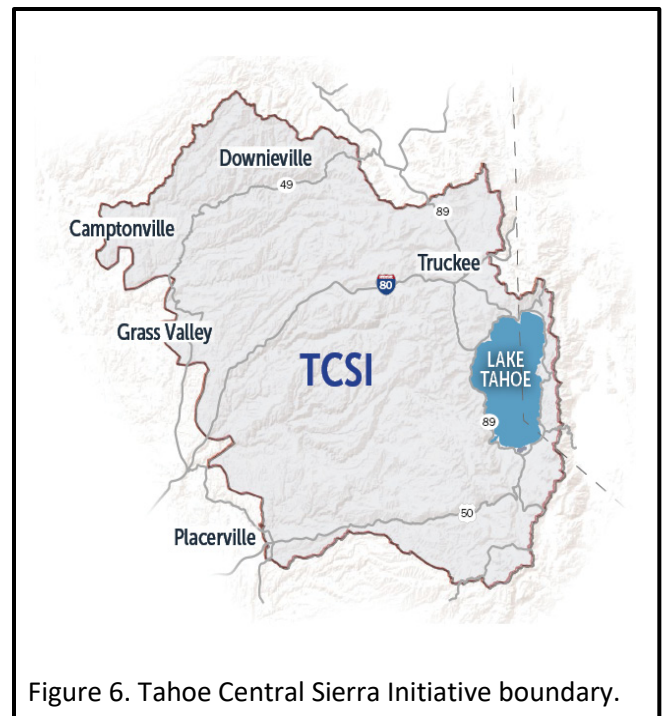 Downieville
49
89
Camptonville
Truckee
80
Grass Valley
TCSI
LAKE
TAHOE
89
50
Placerville
Figure 6. Tahoe Central Sierra Initiative boundary.